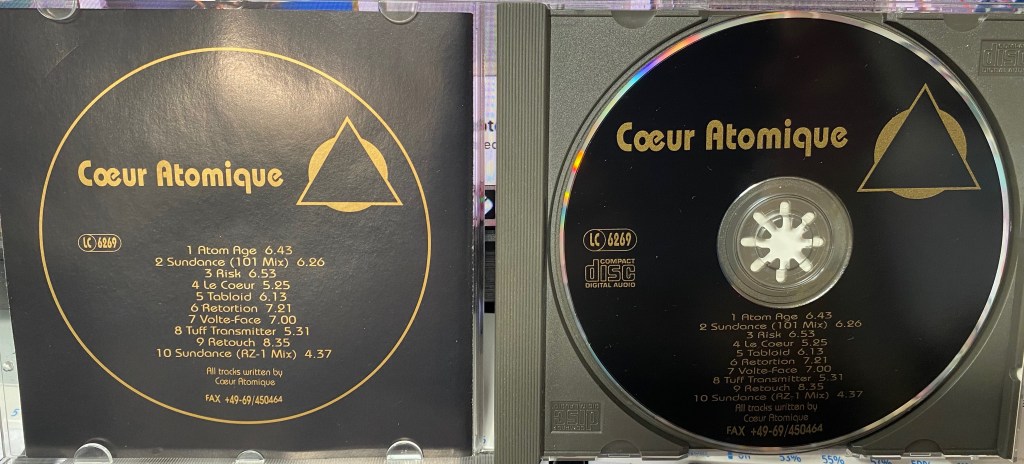 Cœur Atomique
LC 6269
1 Atom Age 6.43
2 Sundance (101 Mix) 6.26
3 Risk 6.53
4 Le Coeur 5.25
5 Tabloid 6.13
6 Retortion 7.21
7 Volte-Face 7.00
8 Tuff Transmitter 5.31
9 Retouch 8.35
10 Sundance (RZ-1 Mix) 4.37
All tracks written by
Cœur Atomique
FAX +49-69/450464
Cœur Atomique
LC 6269
COMPACT
disc
DIGITAL AUDIO
1 Atom Age 6.43
2 Sundance (101 Mix) 6.26
3 Risk 6.53
4 Le Coeur 5.25
5 Tabloid 6.13
6 Retortion 7.21
7 Volte-Face 7.00
8 Tuff Transmitter 5.31
9 Retouch 8.35
10 Sundance (RZ-1 Mix) 4.37
All tracks written by
Cœur Atomique
FAX +49-69/450464